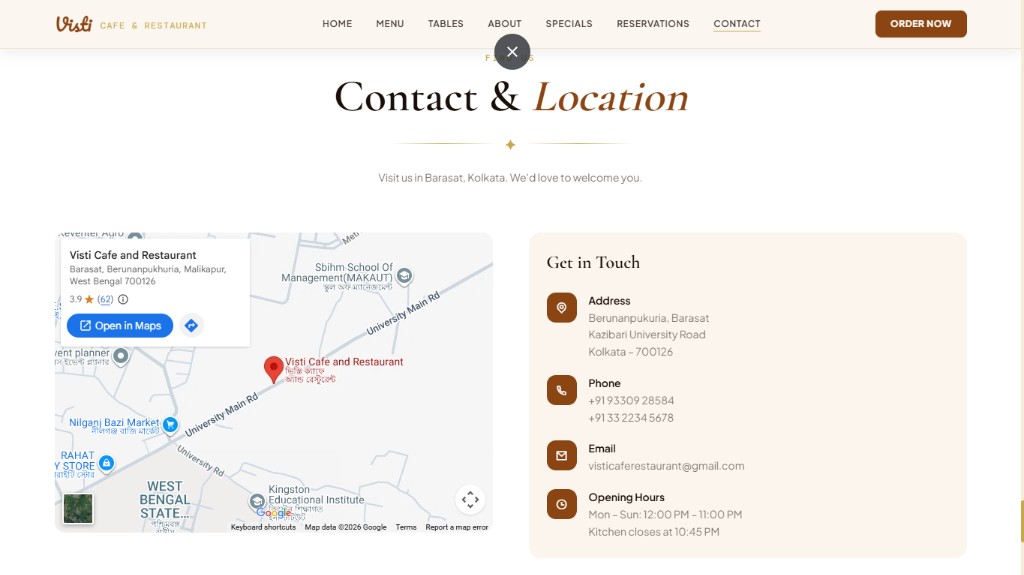 Visti CAFE & RESTAURANT
HOME MENU TABLES ABOUT SPECIALS RESERVATIONS CONTACT
ORDER NOW
Contact & Location
Visit us in Barasat, Kolkata. We'd love to welcome you.
Visti Cafe and Restaurant
Barasat, Berunanpukhuria, Malikapur,
West Bengal 700126
3.9 ★ (62)
Open in Maps
Sbihm School Of
Management(MAKAUT)
University Main Rd
Visti Cafe and Restaurant
ভিস্তি ক্যাফে
অ্যান্ড রেস্টুরেন্ট
University Main Rd
Nilganj Bazi Market
নীলগঞ্জ বাজি মার্কেট
University Rd
RAHAT
Y STORE
WEST
BENGAL
STATE...
Kingston
Educational Institute
Google
Keyboard shortcuts Map data ©2026 Google Terms Report a map error
Get in Touch
Address
Berunanpukuria, Barasat
Kazibari University Road
Kolkata – 700126
Phone
+91 93309 28584
+91 33 2234 5678
Email
visticaferestaurant@gmail.com
Opening Hours
Mon – Sun: 12:00 PM – 11:00 PM
Kitchen closes at 10:45 PM